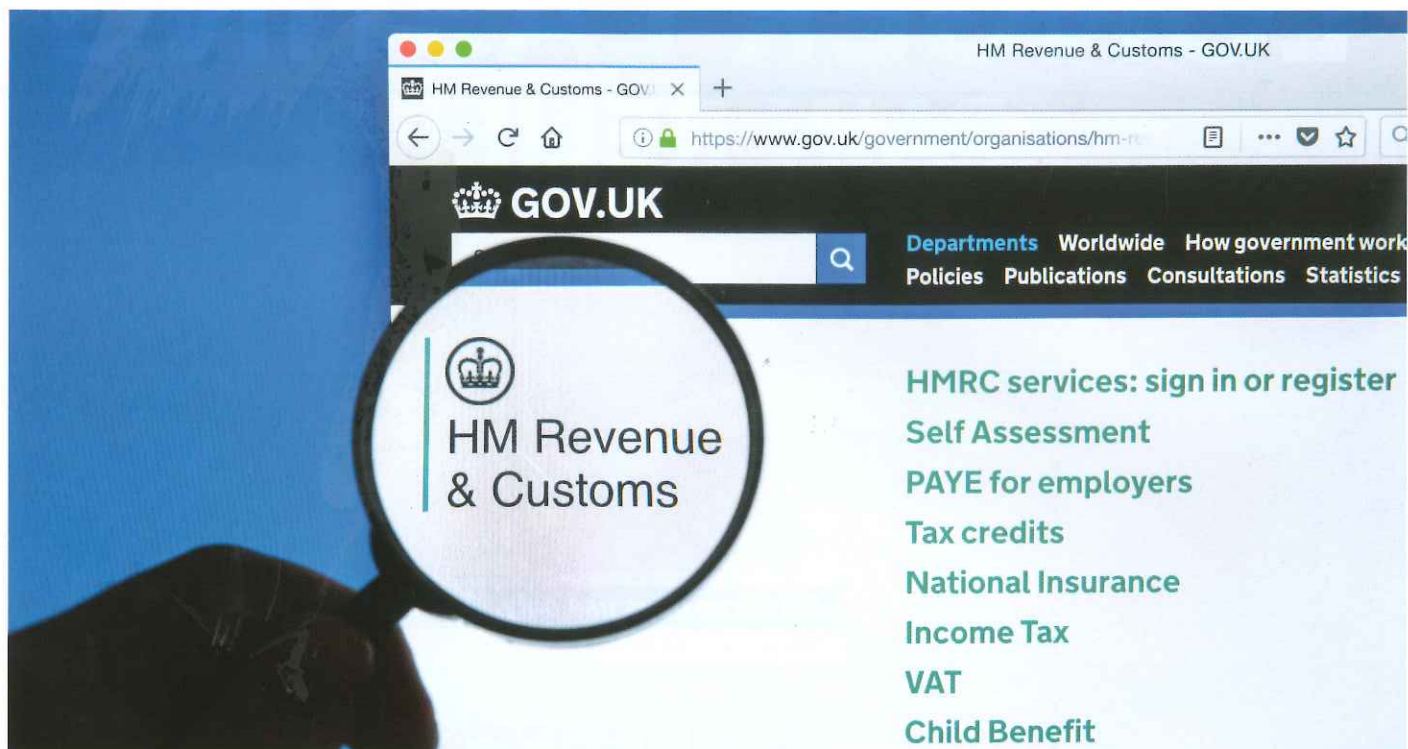 HM Revenue & Customs - GOV.UK
HM Revenue & Customs - GOV.
https://www.gov.uk/government/organisations/hm-re
GOV.UK
Departments Worldwide How government work
Policies Publications Consultations Statistics
HM Revenue
& Customs
HMRC services: sign in or register
Self Assessment
PAYE for employers
Tax credits
National Insurance
Income Tax
VAT
Child Benefit